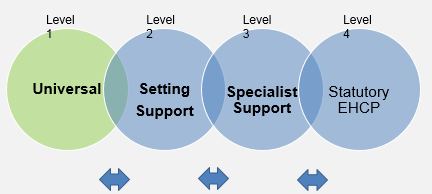 Level
1
Level
2
Level
3
Level
4
Universal
Setting
Support
Specialist
Support
Statutory
EHCP